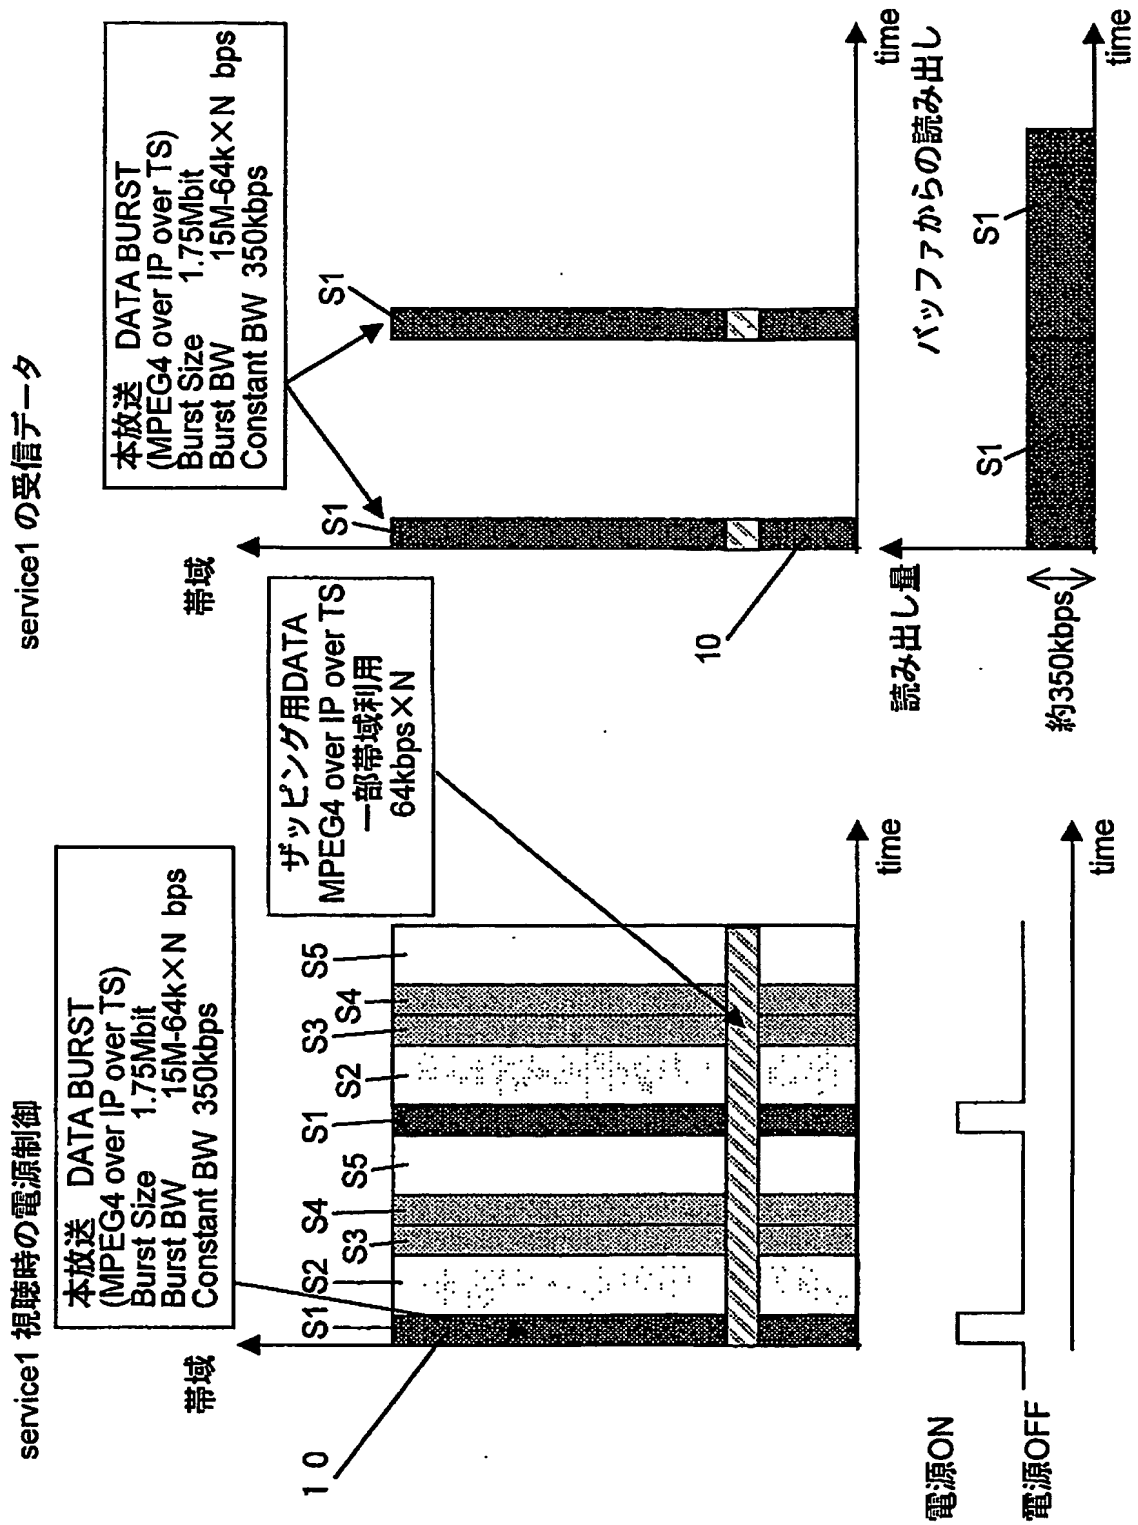 service1 視聴時の電源制御
本放送 DATA BURST
(MPEG4 over IP over TS)
Burst Size 1.75Mbit
Burst BW 15M-64k×N bps
Constant BW 350kbps
帯域
10
S1
S2
S3
S4
S5
S1
S2
S3
S4
S5
time
ザッピング用DATA
MPEG4 over IP over TS
一部帯域利用
64kbps×N
電源ON
電源OFF
time
service1 の受信データ
本放送 DATA BURST
(MPEG4 over IP over TS)
Burst Size 1.75Mbit
Burst BW 15M-64k×N bps
Constant BW 350kbps
帯域
S1
S1
10
time
バッファからの読み出し
読み出し量
約350kbps
S1
S1
time